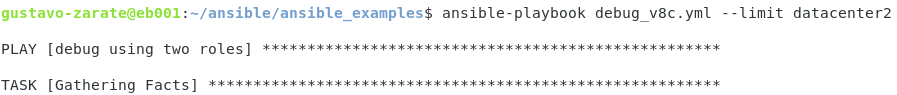 gustavo-zarate@eb001:~/ansible/ansible_examples$ ansible-playbook debug_v8c.yml --limit datacenter2
PLAY [debug using two roles] ***************************************************
TASK [Gathering Facts] *********************************************************